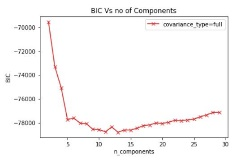 BIC Vs no of Components
covariance_type=full
−70000
−72000
−74000
−76000
−78000
BIC
5 10 15 20 25 30
n_components